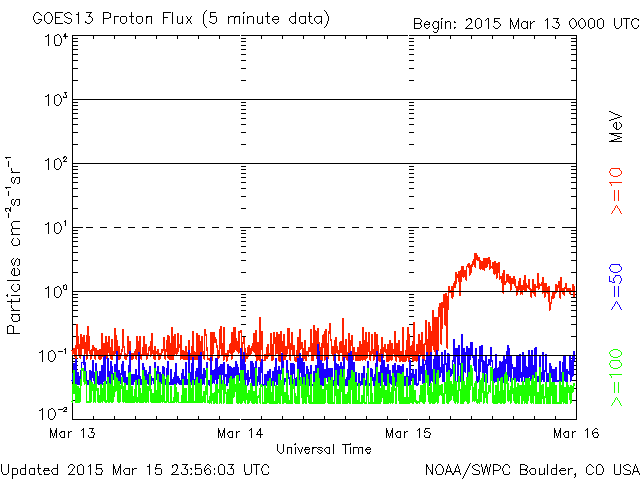 GOES13 Proton Flux (5 minute data)
Begin: 2015 Mar 13 0000 UTC
Particles cm⁻²s⁻¹sr⁻¹
10⁴
10³
10²
10¹
10⁰
10⁻¹
10⁻²
Mar 13
Mar 14
Mar 15
Mar 16
Universal Time
MeV
>=10
>=50
>=100
Updated 2015 Mar 15 23:56:03 UTC
NOAA/SWPC Boulder, CO USA